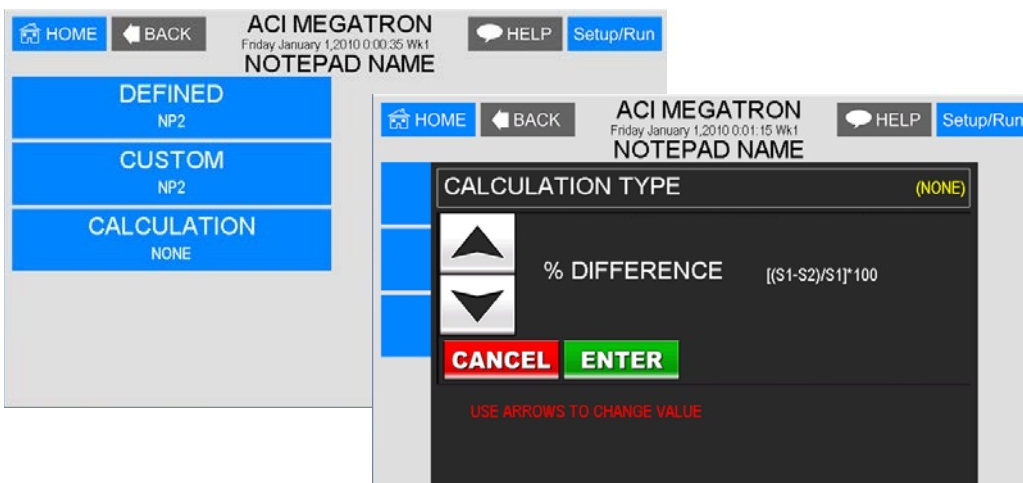 HOME BACK ACI MEGATRON HELP Setup/Run
Friday January 1,2010 0:00:35 Wk1
NOTEPAD NAME
DEFINED
NP2
CUSTOM
NP2
CALCULATION
NONE
HOME BACK ACI MEGATRON HELP Setup/Run
Friday January 1,2010 0:01:15 Wk1
NOTEPAD NAME
CALCULATION TYPE (NONE)
% DIFFERENCE [(S1-S2)/S1]*100
CANCEL ENTER
USE ARROWS TO CHANGE VALUE